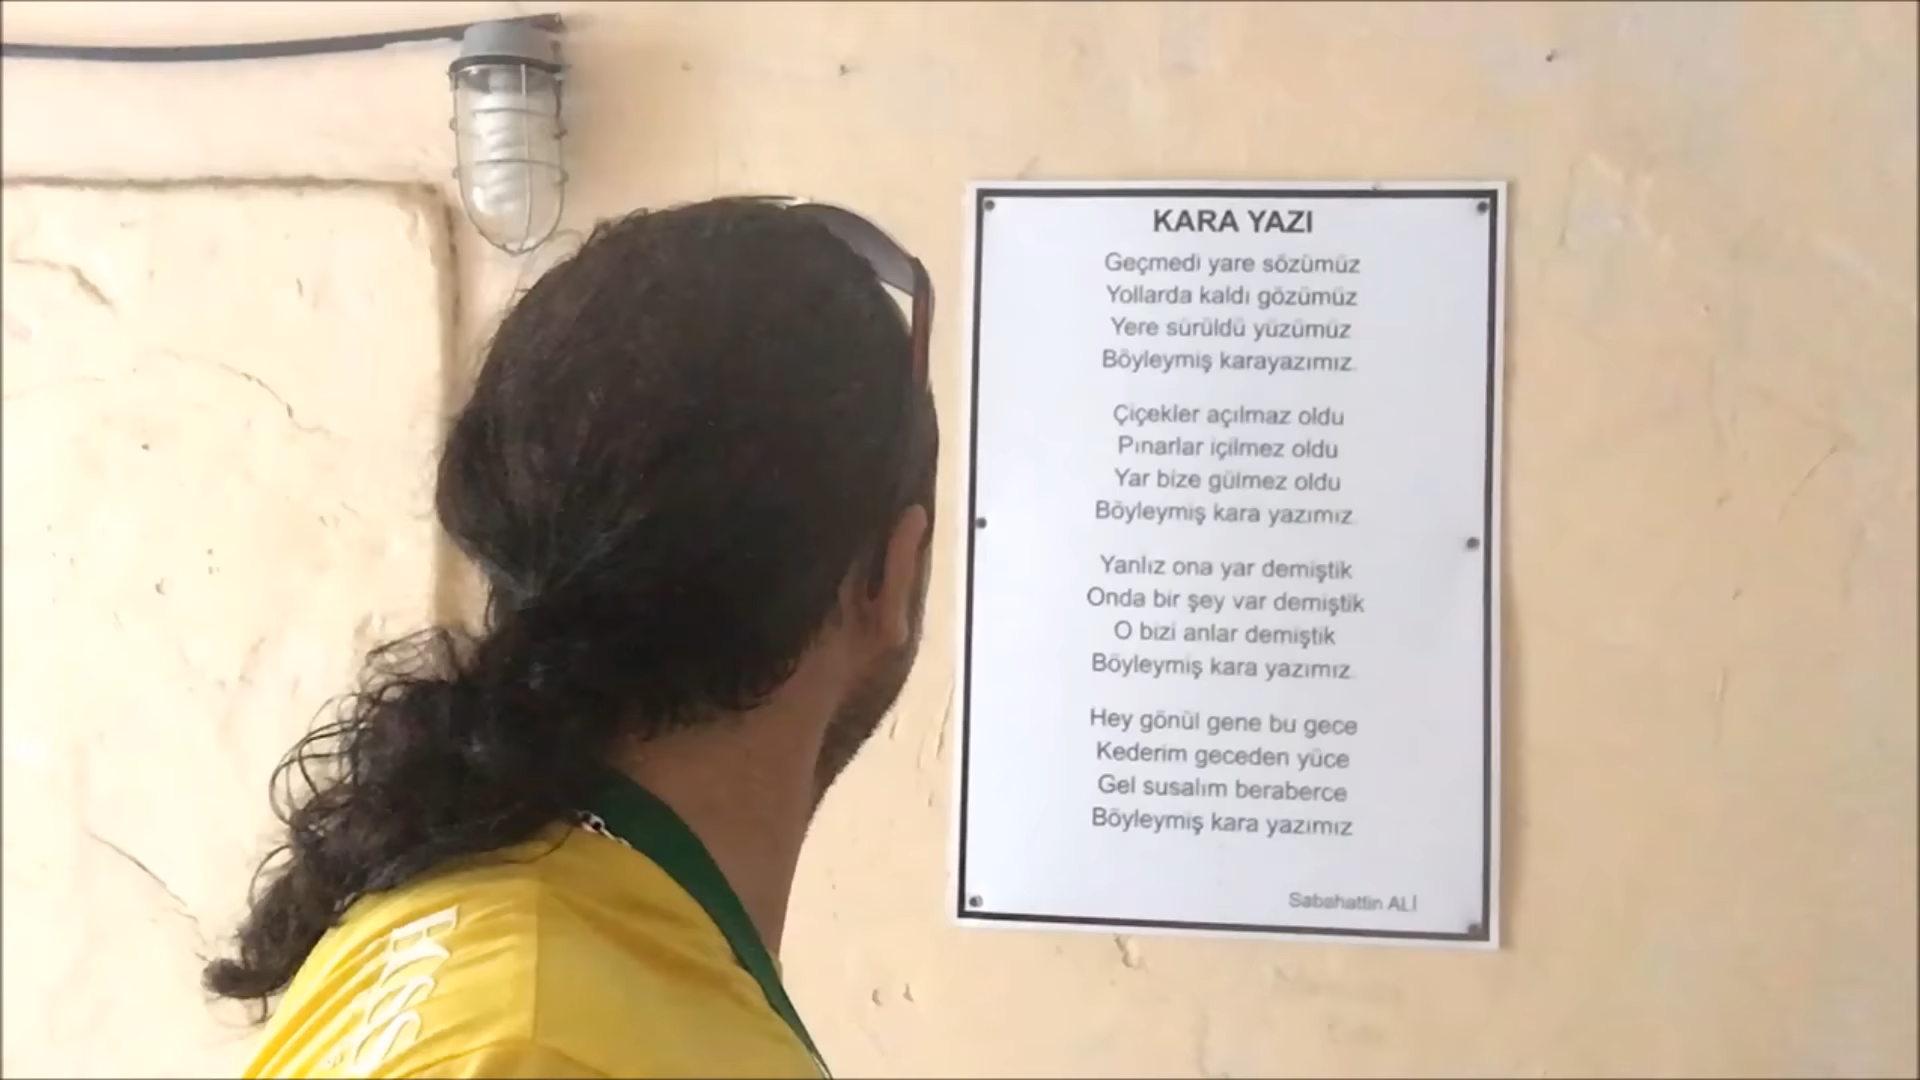 KARA YAZI
Geçmedi yare sözümüz
Yollarda kaldı gözümüz
Yere sürüldü yüzümüz
Böyleymiş karayazımız.
Çiçekler açılmaz oldu
Pınarlar içilmez oldu
Yar bize gülmez oldu
Böyleymiş kara yazımız.
Yanlız ona yar demiştik
Onda bir şey var demiştik
O bizi anlar demiştik
Böyleymiş kara yazımız.
Hey gönül gene bu gece
Kederim geceden yüce
Gel susalım beraberce
Böyleymiş kara yazımız
Sabahattin ALİ